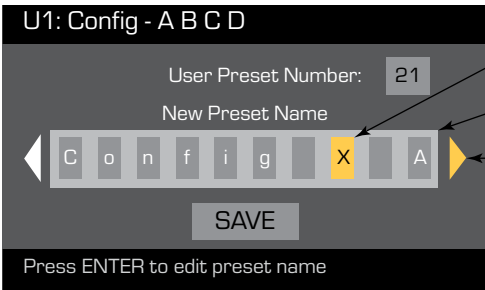 U1: Config - A B C D
User Preset Number: 21
New Preset Name
C o n f i g X A
SAVE
Press ENTER to edit preset name